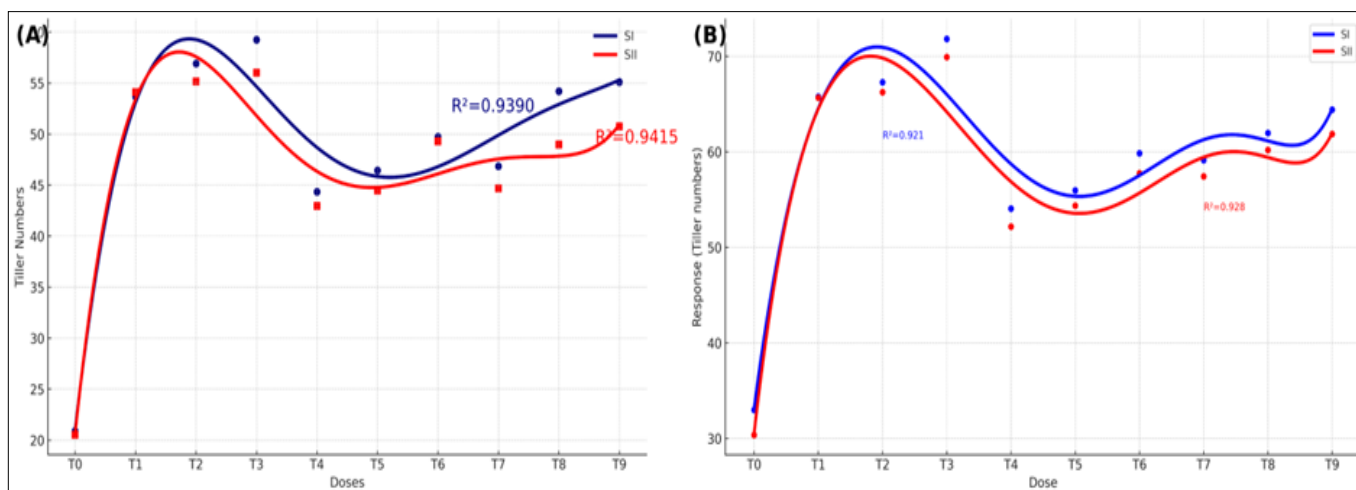 (A)
SI
SII
R²=0.9390
R²=0.9415
Tiller Numbers
55
50
45
40
35
30
25
20
T0 T1 T2 T3 T4 T5 T6 T7 T8 T9
Doses
(B)
SI
SII
R²=0.921
R²=0.928
Response (Tiller numbers)
70
60
50
40
30
T0 T1 T2 T3 T4 T5 T6 T7 T8 T9
Dose